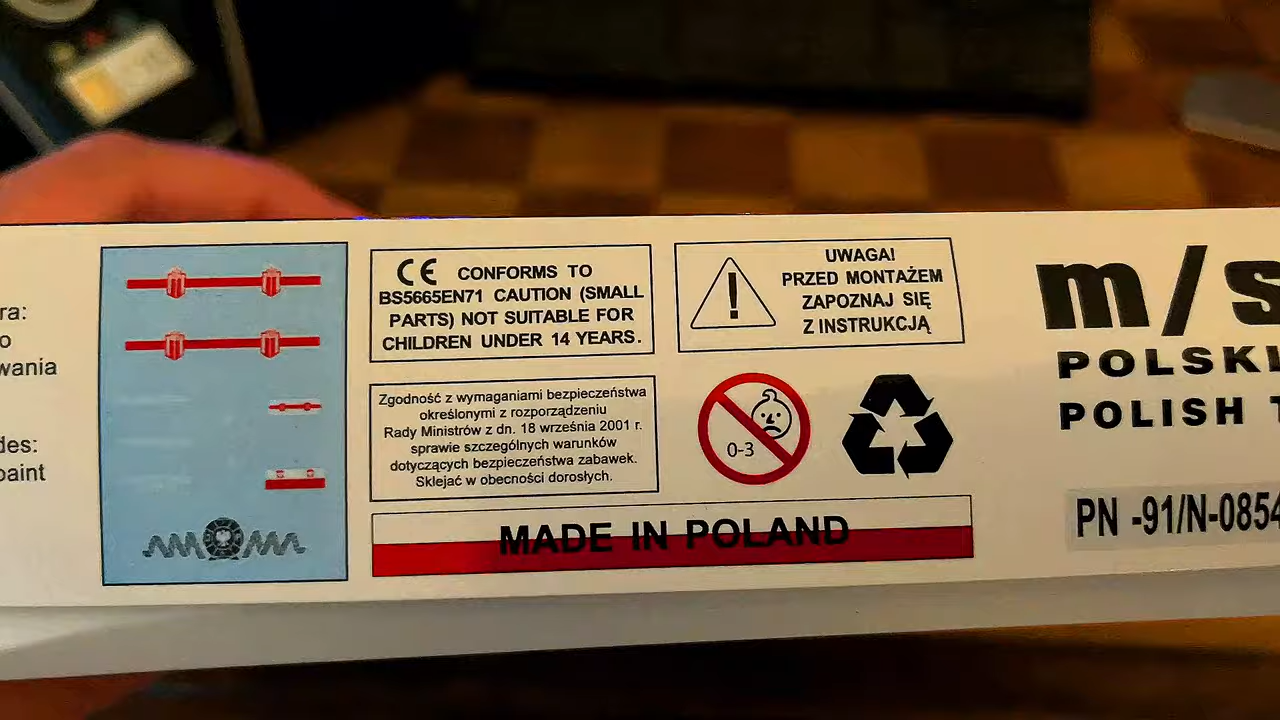 ra:
o
wania
des:
paint
CE CONFORMS TO
BS5665EN71 CAUTION (SMALL
PARTS) NOT SUITABLE FOR
CHILDREN UNDER 14 YEARS.
UWAGA!
PRZED MONTAŻEM
ZAPOZNAJ SIĘ
Z INSTRUKCJĄ
Zgodność z wymaganiami bezpieczeństwa
określonymi z rozporządzeniu
Rady Ministrów z dn. 18 września 2001 r.
sprawie szczególnych warunków
dotyczących bezpieczeństwa zabawek.
Sklejać w obecności dorosłych.
0-3
MADE IN POLAND
m/s
POLSKI
POLISH T
PN -91/N-0854